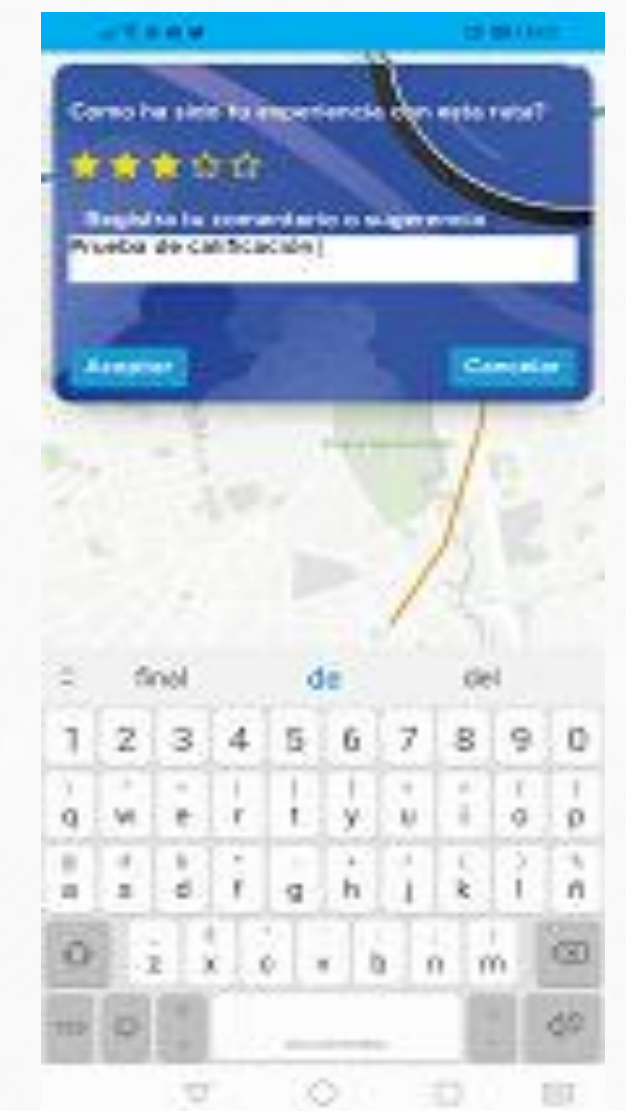 Como ha sido tu experiencia con esta ruta?
Registra tu comentario o sugerencia
Prueba de calificación
Aceptar
Cancelar
final de del
1 2 3 4 5 6 7 8 9 0
q w e r t y u i o p
a s d f g h j k l ñ
z x c v b n m